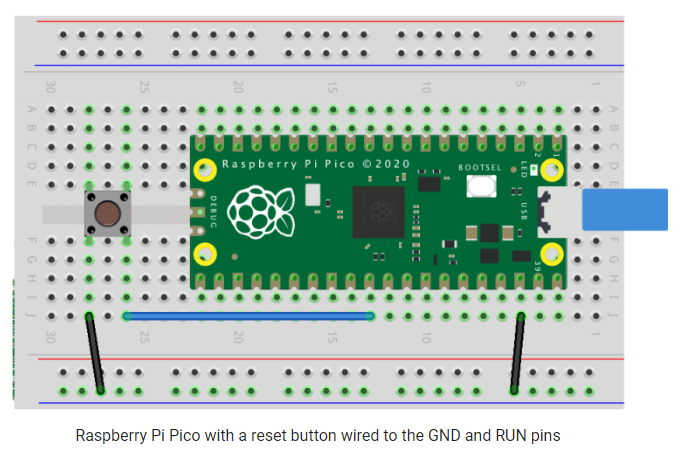 30 25 20 15 10 5 1
A A
B B
C C
D D
E E
Raspberry Pi Pico ©2020
BOOTSEL
LED
2
1
DEBUG
USB
39
F F
G G
H H
I I
J J
30 25 20 15 10 5 1
Raspberry Pi Pico with a reset button wired to the GND and RUN pins